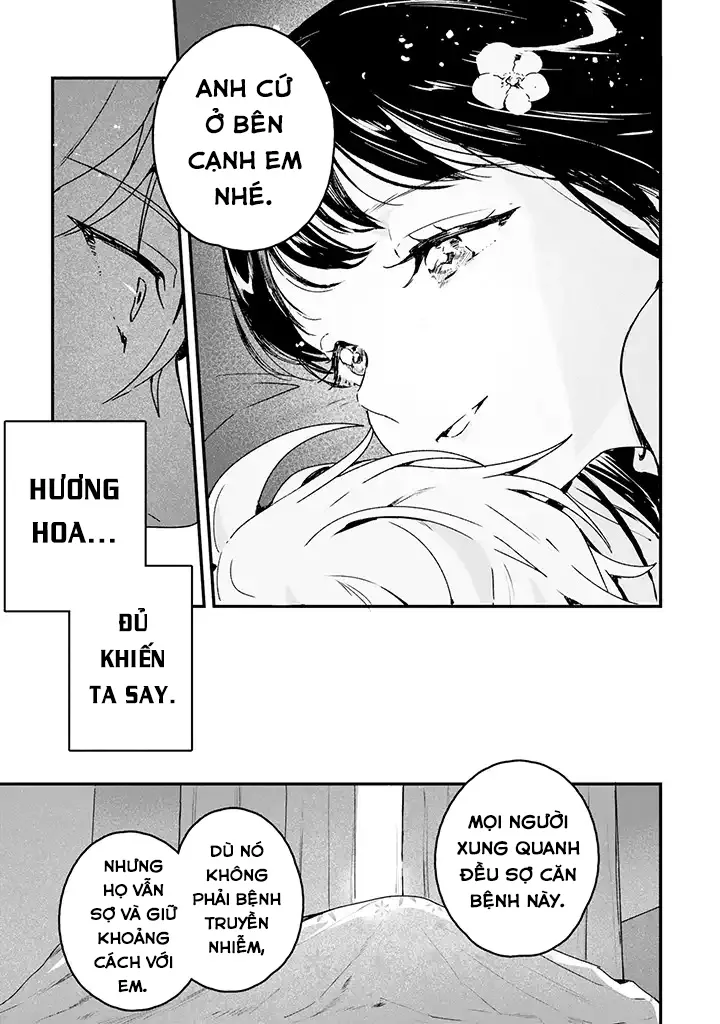 ANH CỨ
Ở BÊN
CẠNH EM
NHÉ.
HƯƠNG
HOA...
ĐỦ
KHIẾN
TA SAY.
MỌI NGƯỜI
XUNG QUANH
ĐỀU SỢ CĂN
BỆNH NÀY.
DÙ NÓ
KHÔNG
PHẢI BỆNH
TRUYỀN
NHIỄM,
NHƯNG
HỌ VẪN
SỢ VÀ GIỮ
KHOẢNG
CÁCH VỚI
EM.